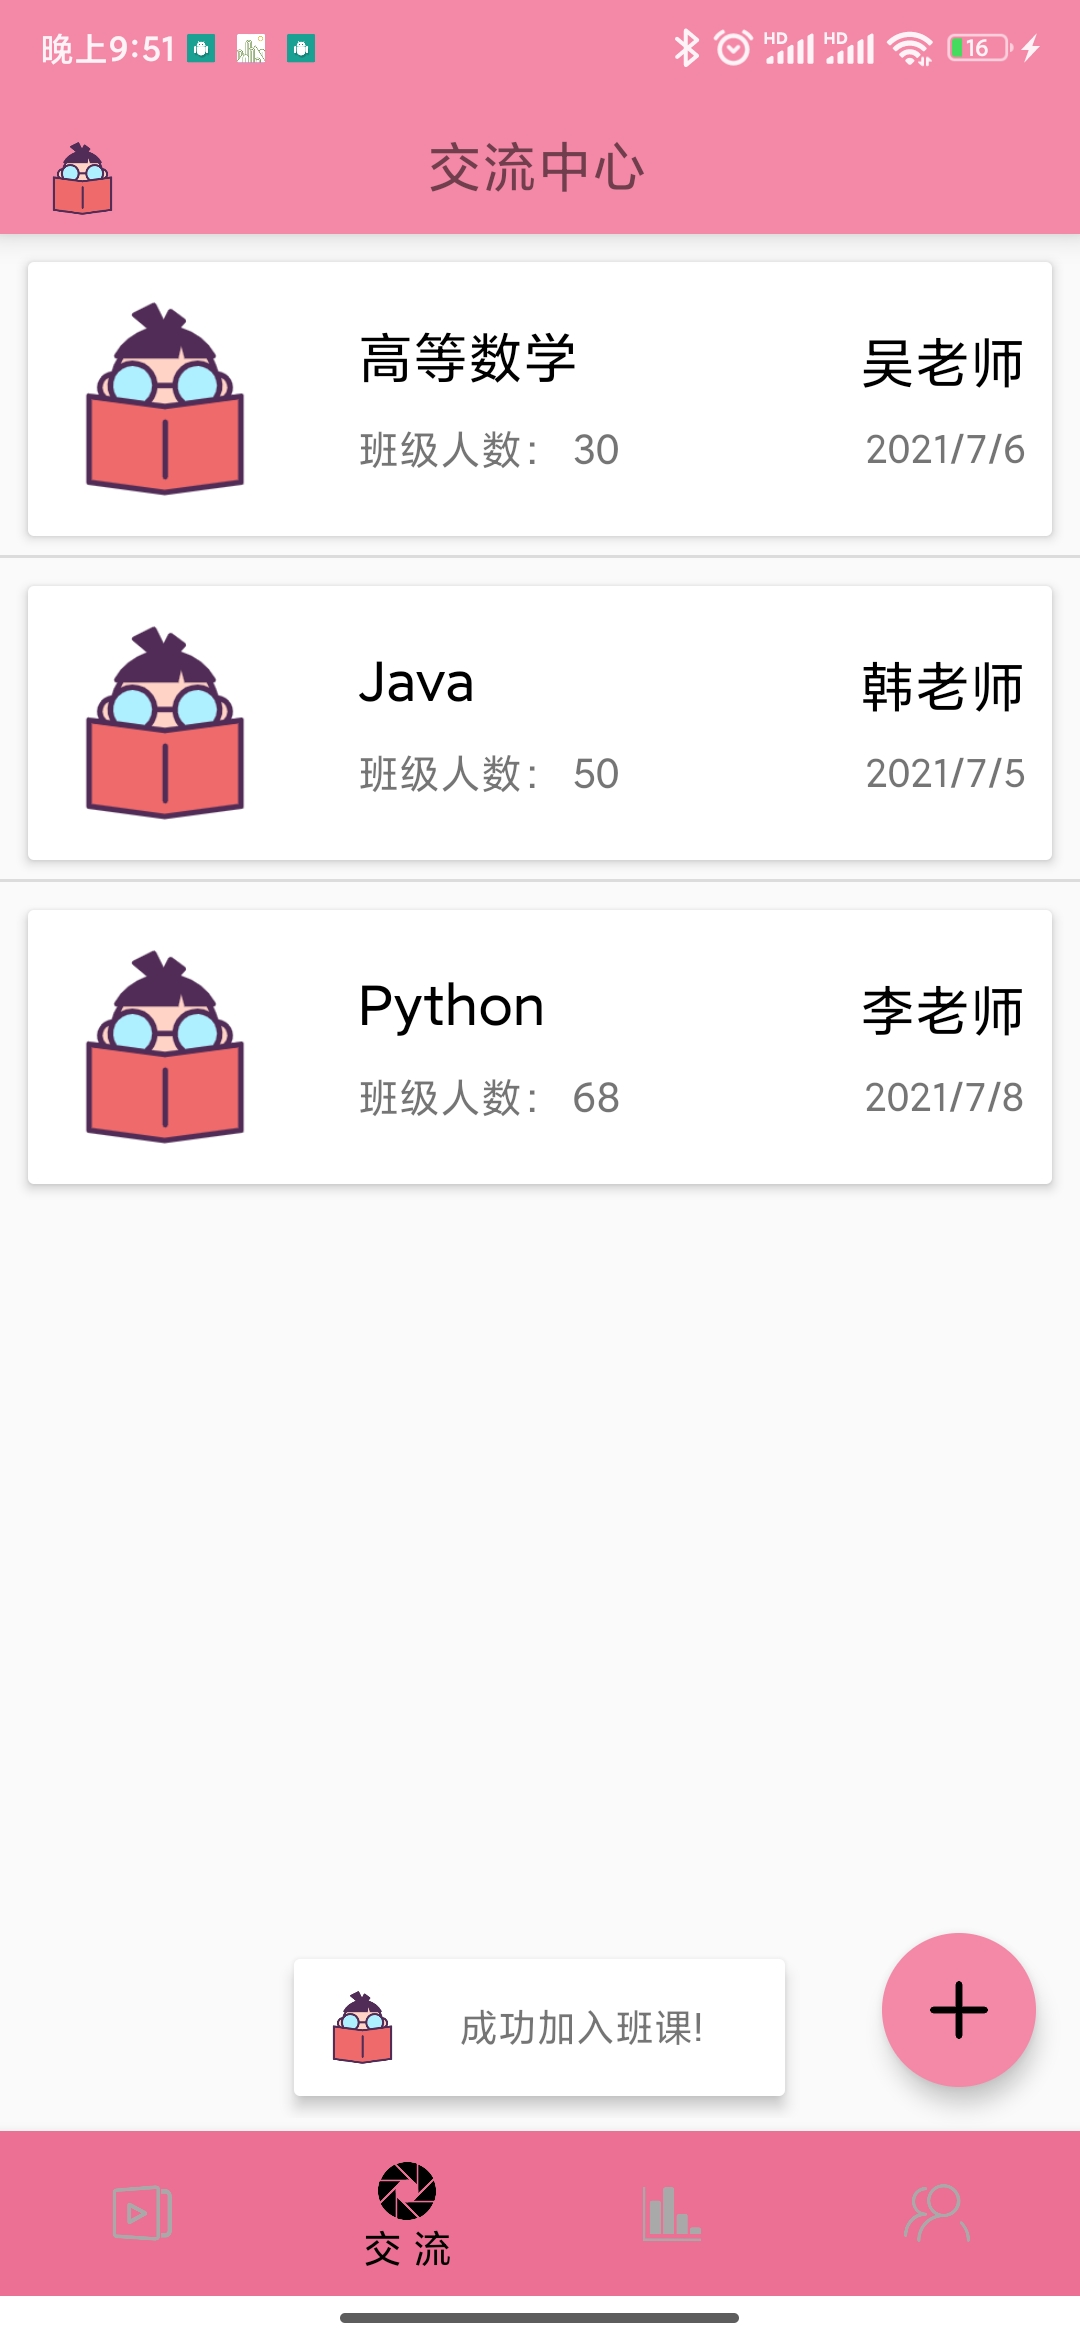 晚上9:51 HD HD 16
交流中心
高等数学 吴老师
班级人数： 30 2021/7/6
Java 韩老师
班级人数： 50 2021/7/5
Python 李老师
班级人数： 68 2021/7/8
成功加入班课!
交 流